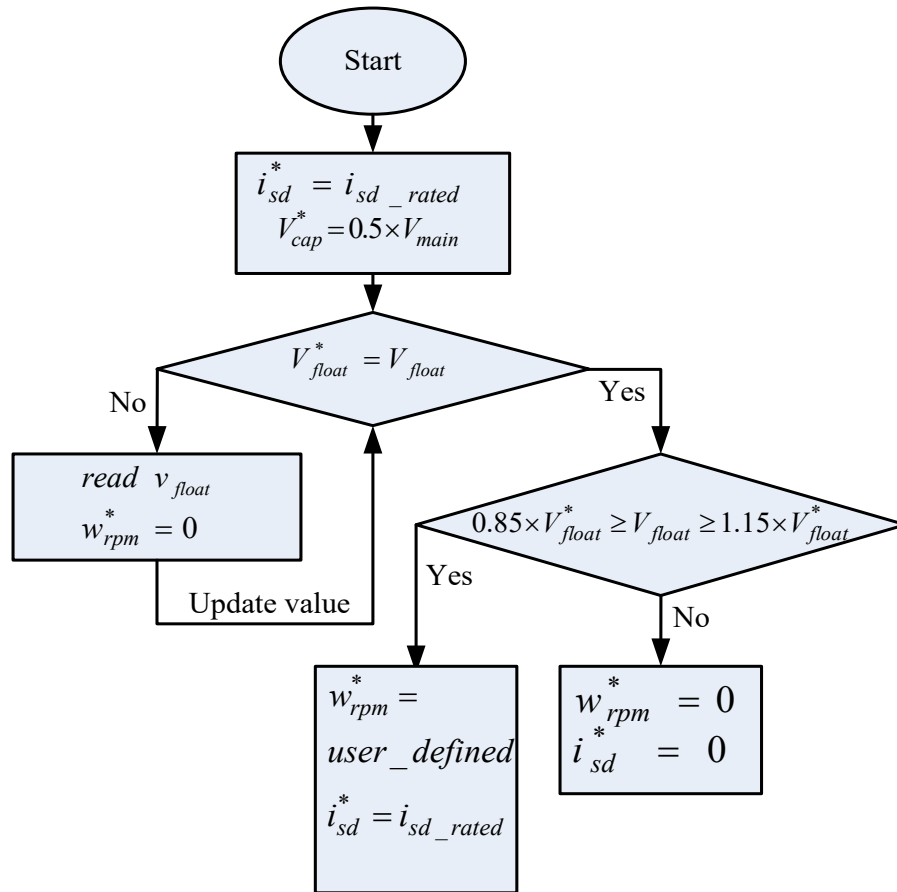 Start
i*sd = isd_rated
V*cap = 0.5×Vmain
V*float = Vfloat
No
Yes
read vfloat
w*rpm = 0
0.85×V*float ≥ Vfloat ≥ 1.15×V*float
Update value
Yes
No
w*rpm =
user_defined
i*sd = isd_rated
w*rpm = 0
i*sd = 0